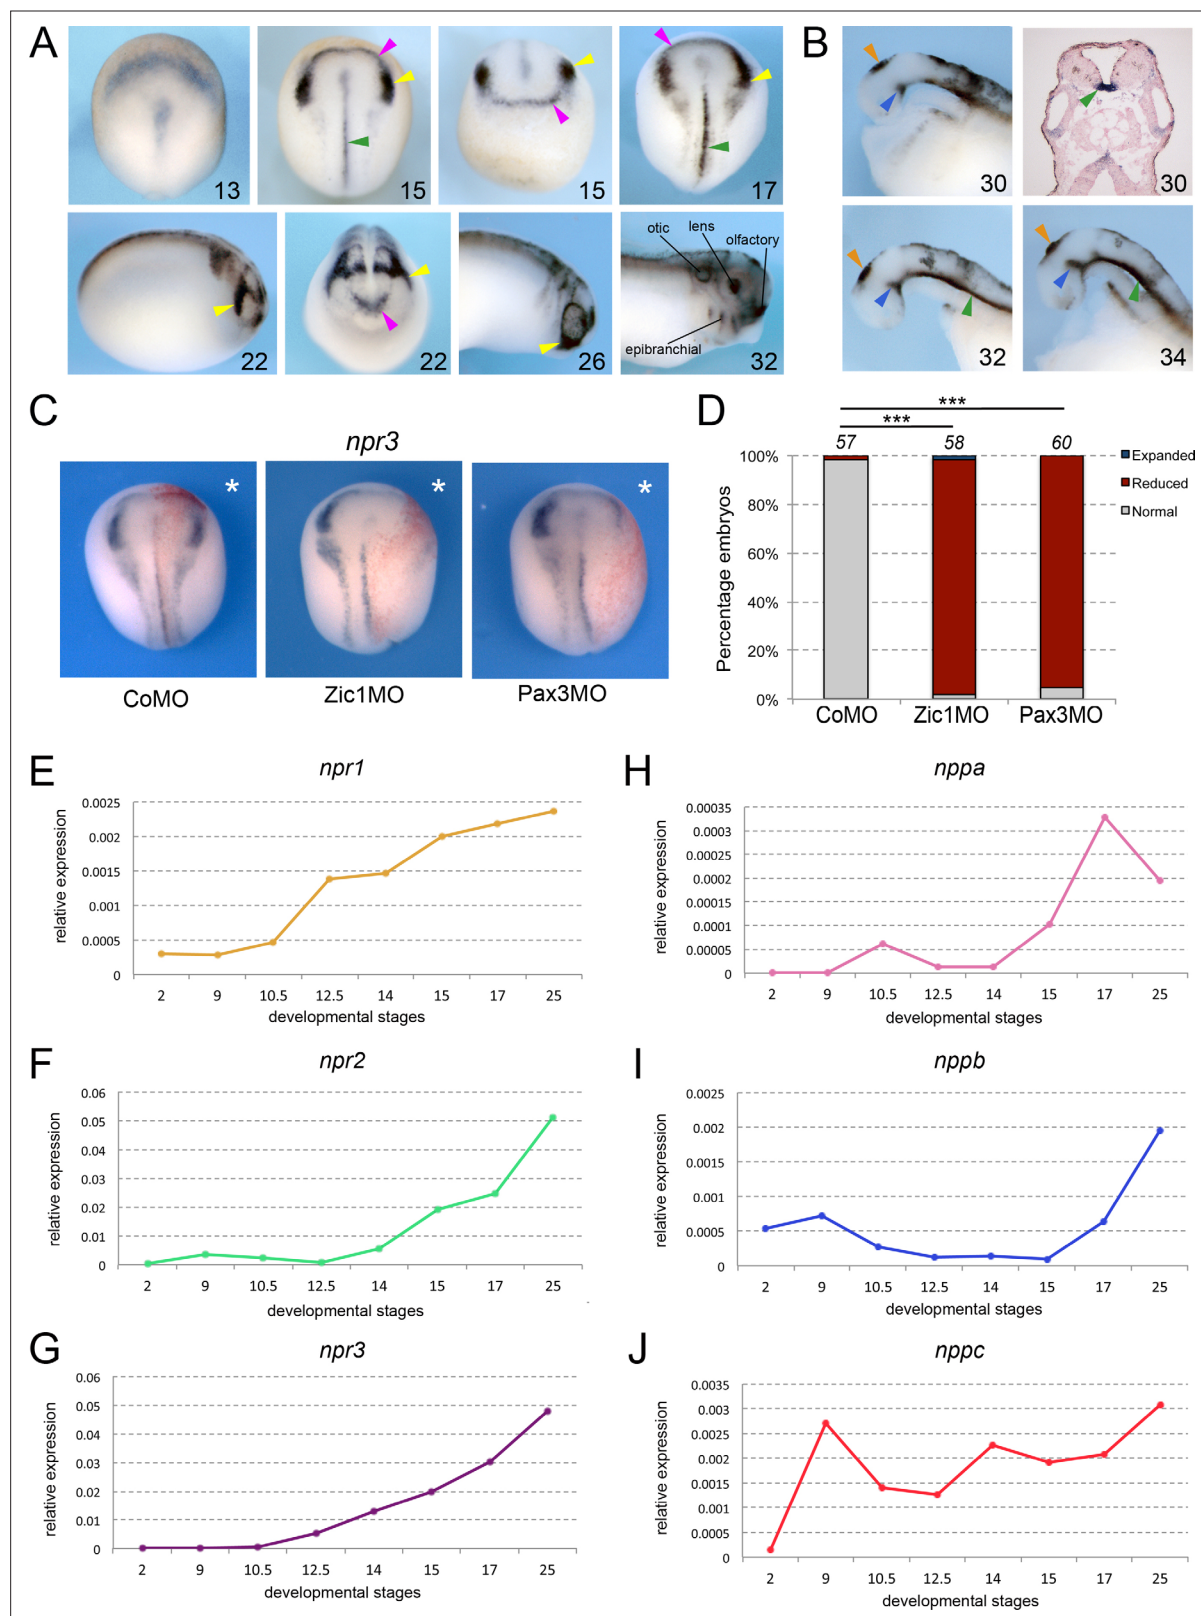 A
13
15
15
17
22
22
26
otic
lens
olfactory
epibranchial
32
B
30
30
32
34
C
npr3
*
*
*
CoMO
Zic1MO
Pax3MO
D
***
***
57
58
60
100%
80%
60%
40%
20%
0%
Percentage embryos
CoMO
Zic1MO
Pax3MO
Expanded
Reduced
Normal
E
npr1
0.0025
0.002
0.0015
0.001
0.0005
0
relative expression
2 9 10.5 12.5 14 15 17 25
developmental stages
F
npr2
0.06
0.05
0.04
0.03
0.02
0.01
0
relative expression
2 9 10.5 12.5 14 15 17 25
developmental stages
G
npr3
0.06
0.05
0.04
0.03
0.02
0.01
0
relative expression
2 9 10.5 12.5 14 15 17 25
developmental stages
H
nppa
0.00035
0.0003
0.00025
0.0002
0.00015
0.0001
0.00005
0
relative expression
2 9 10.5 12.5 14 15 17 25
developmental stages
I
nppb
0.0025
0.002
0.0015
0.001
0.0005
0
relative expression
2 9 10.5 12.5 14 15 17 25
developmental stages
J
nppc
0.0035
0.003
0.0025
0.002
0.0015
0.001
0.0005
0
relative expression
2 9 10.5 12.5 14 15 17 25
developmental stages